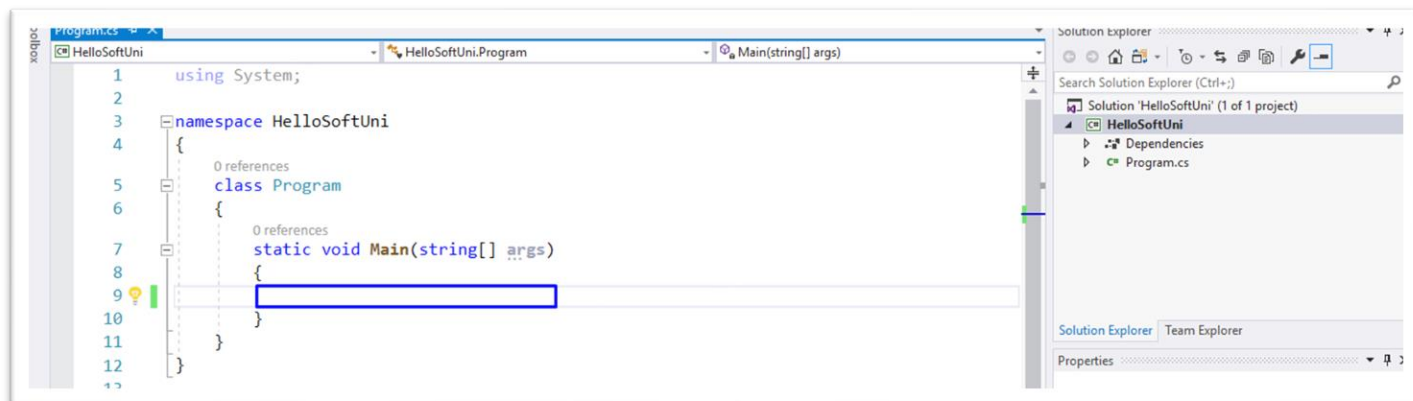 Toolbox
Program.cs
HelloSoftUni
HelloSoftUni.Program
Main(string[] args)
1 using System;
2
3 namespace HelloSoftUni
4 {
0 references
5 class Program
6 {
0 references
7 static void Main(string[] args)
8 {
9
10 }
11 }
12 }
13
Solution Explorer
Search Solution Explorer (Ctrl+;)
Solution 'HelloSoftUni' (1 of 1 project)
C# HelloSoftUni
Dependencies
C# Program.cs
Solution Explorer Team Explorer
Properties